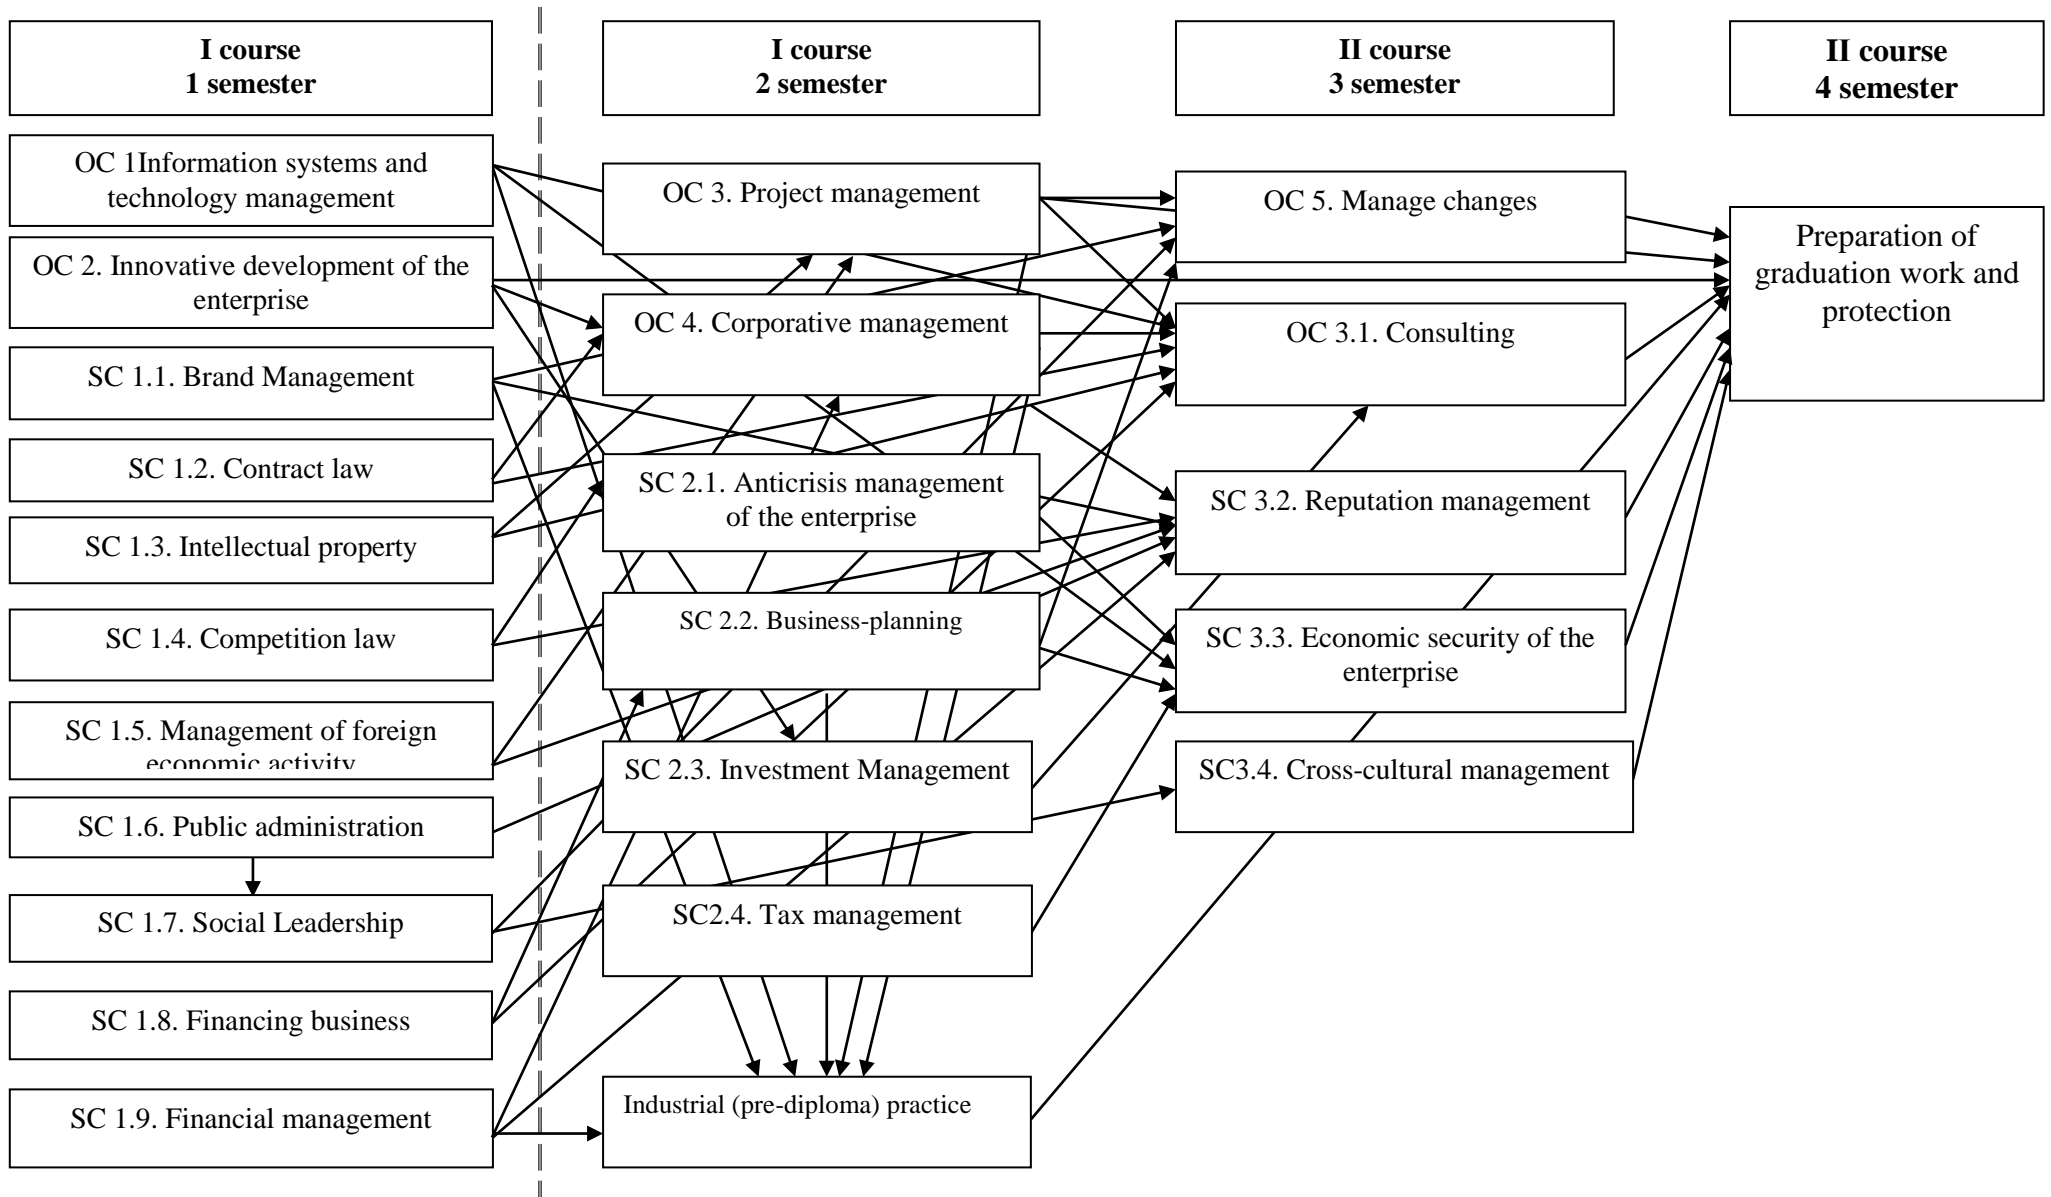 I course
1 semester
I course
2 semester
II course
3 semester
II course
4 semester
OC 1Information systems and
technology management
OC 2. Innovative development of the
enterprise
SC 1.1. Brand Management
SC 1.2. Contract law
SC 1.3. Intellectual property
SC 1.4. Competition law
SC 1.5. Management of foreign
economic activity
SC 1.6. Public administration
SC 1.7. Social Leadership
SC 1.8. Financing business
SC 1.9. Financial management
OC 3. Project management
OC 4. Corporative management
SC 2.1. Anticrisis management
of the enterprise
SC 2.2. Business-planning
SC 2.3. Investment Management
SC2.4. Tax management
Industrial (pre-diploma) practice
OC 5. Manage changes
OC 3.1. Consulting
SC 3.2. Reputation management
SC 3.3. Economic security of the
enterprise
SC3.4. Cross-cultural management
Preparation of
graduation work and
protection